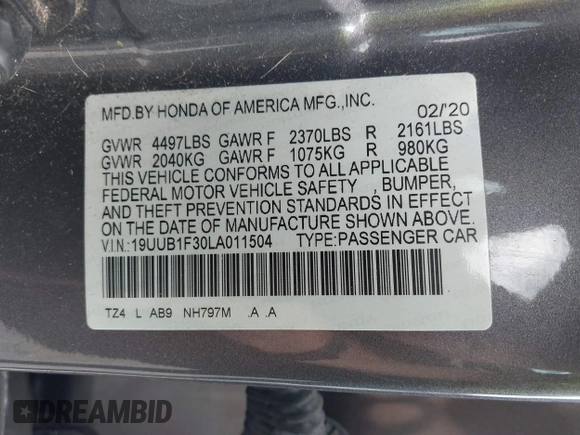 MFD.BY HONDA OF AMERICA MFG.,INC. 02/'20
GVWR 4497LBS GAWR F 2370LBS R 2161LBS
GVWR 2040KG GAWR F 1075KG R 980KG
THIS VEHICLE CONFORMS TO ALL APPLICABLE
FEDERAL MOTOR VEHICLE SAFETY , BUMPER,
AND THEFT PREVENTION STANDARDS IN EFFECT
ON THE DATE OF MANUFACTURE SHOWN ABOVE.
V.I.N:19UUB1F30LA011504 TYPE:PASSENGER CAR
TZ4 L AB9 NH797M .A .A
DREAMBID